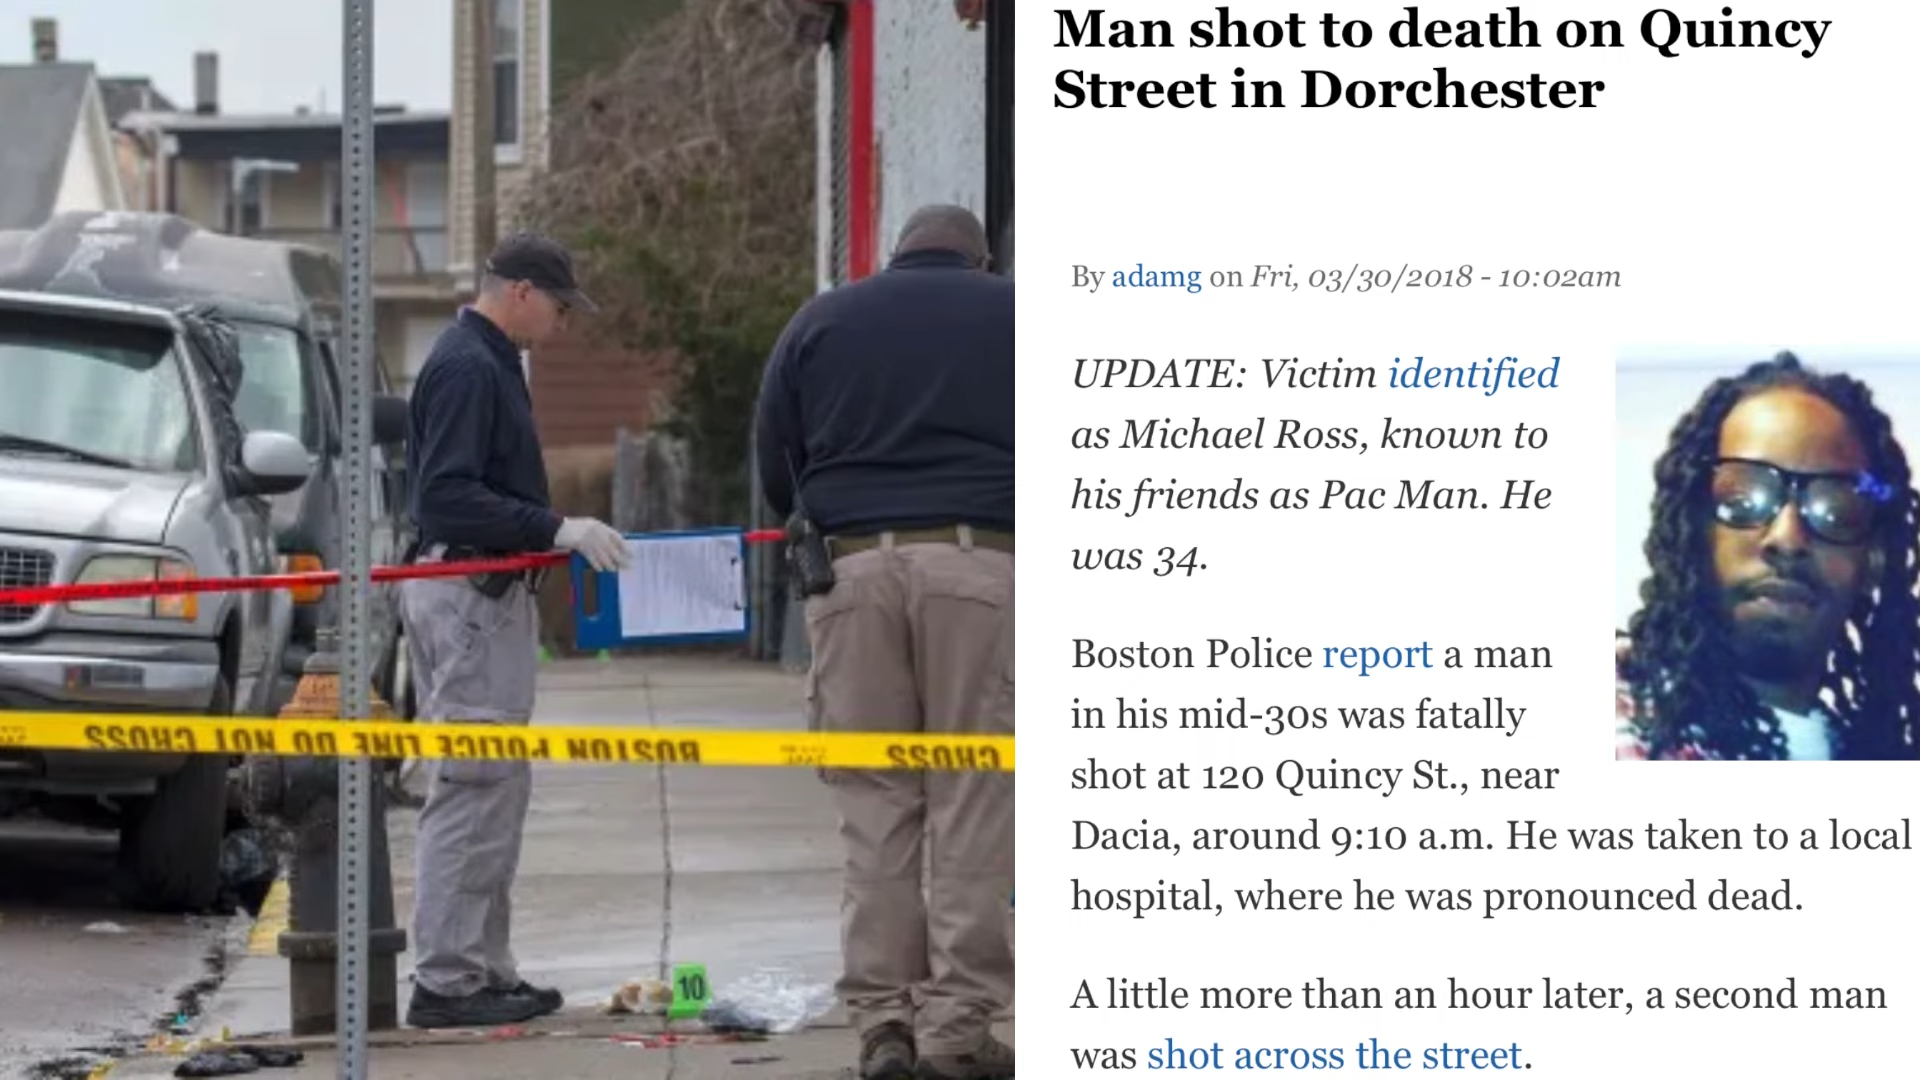 Man shot to death on Quincy
Street in Dorchester
By adamg on Fri, 03/30/2018 - 10:02am
UPDATE: Victim identified
as Michael Ross, known to
his friends as Pac Man. He
was 34.
Boston Police report a man
in his mid-30s was fatally
shot at 120 Quincy St., near
Dacia, around 9:10 a.m. He was taken to a local
hospital, where he was pronounced dead.
A little more than an hour later, a second man
was shot across the street.
BOSTON POLICE LINE DO NOT CROSS
CROSS
10